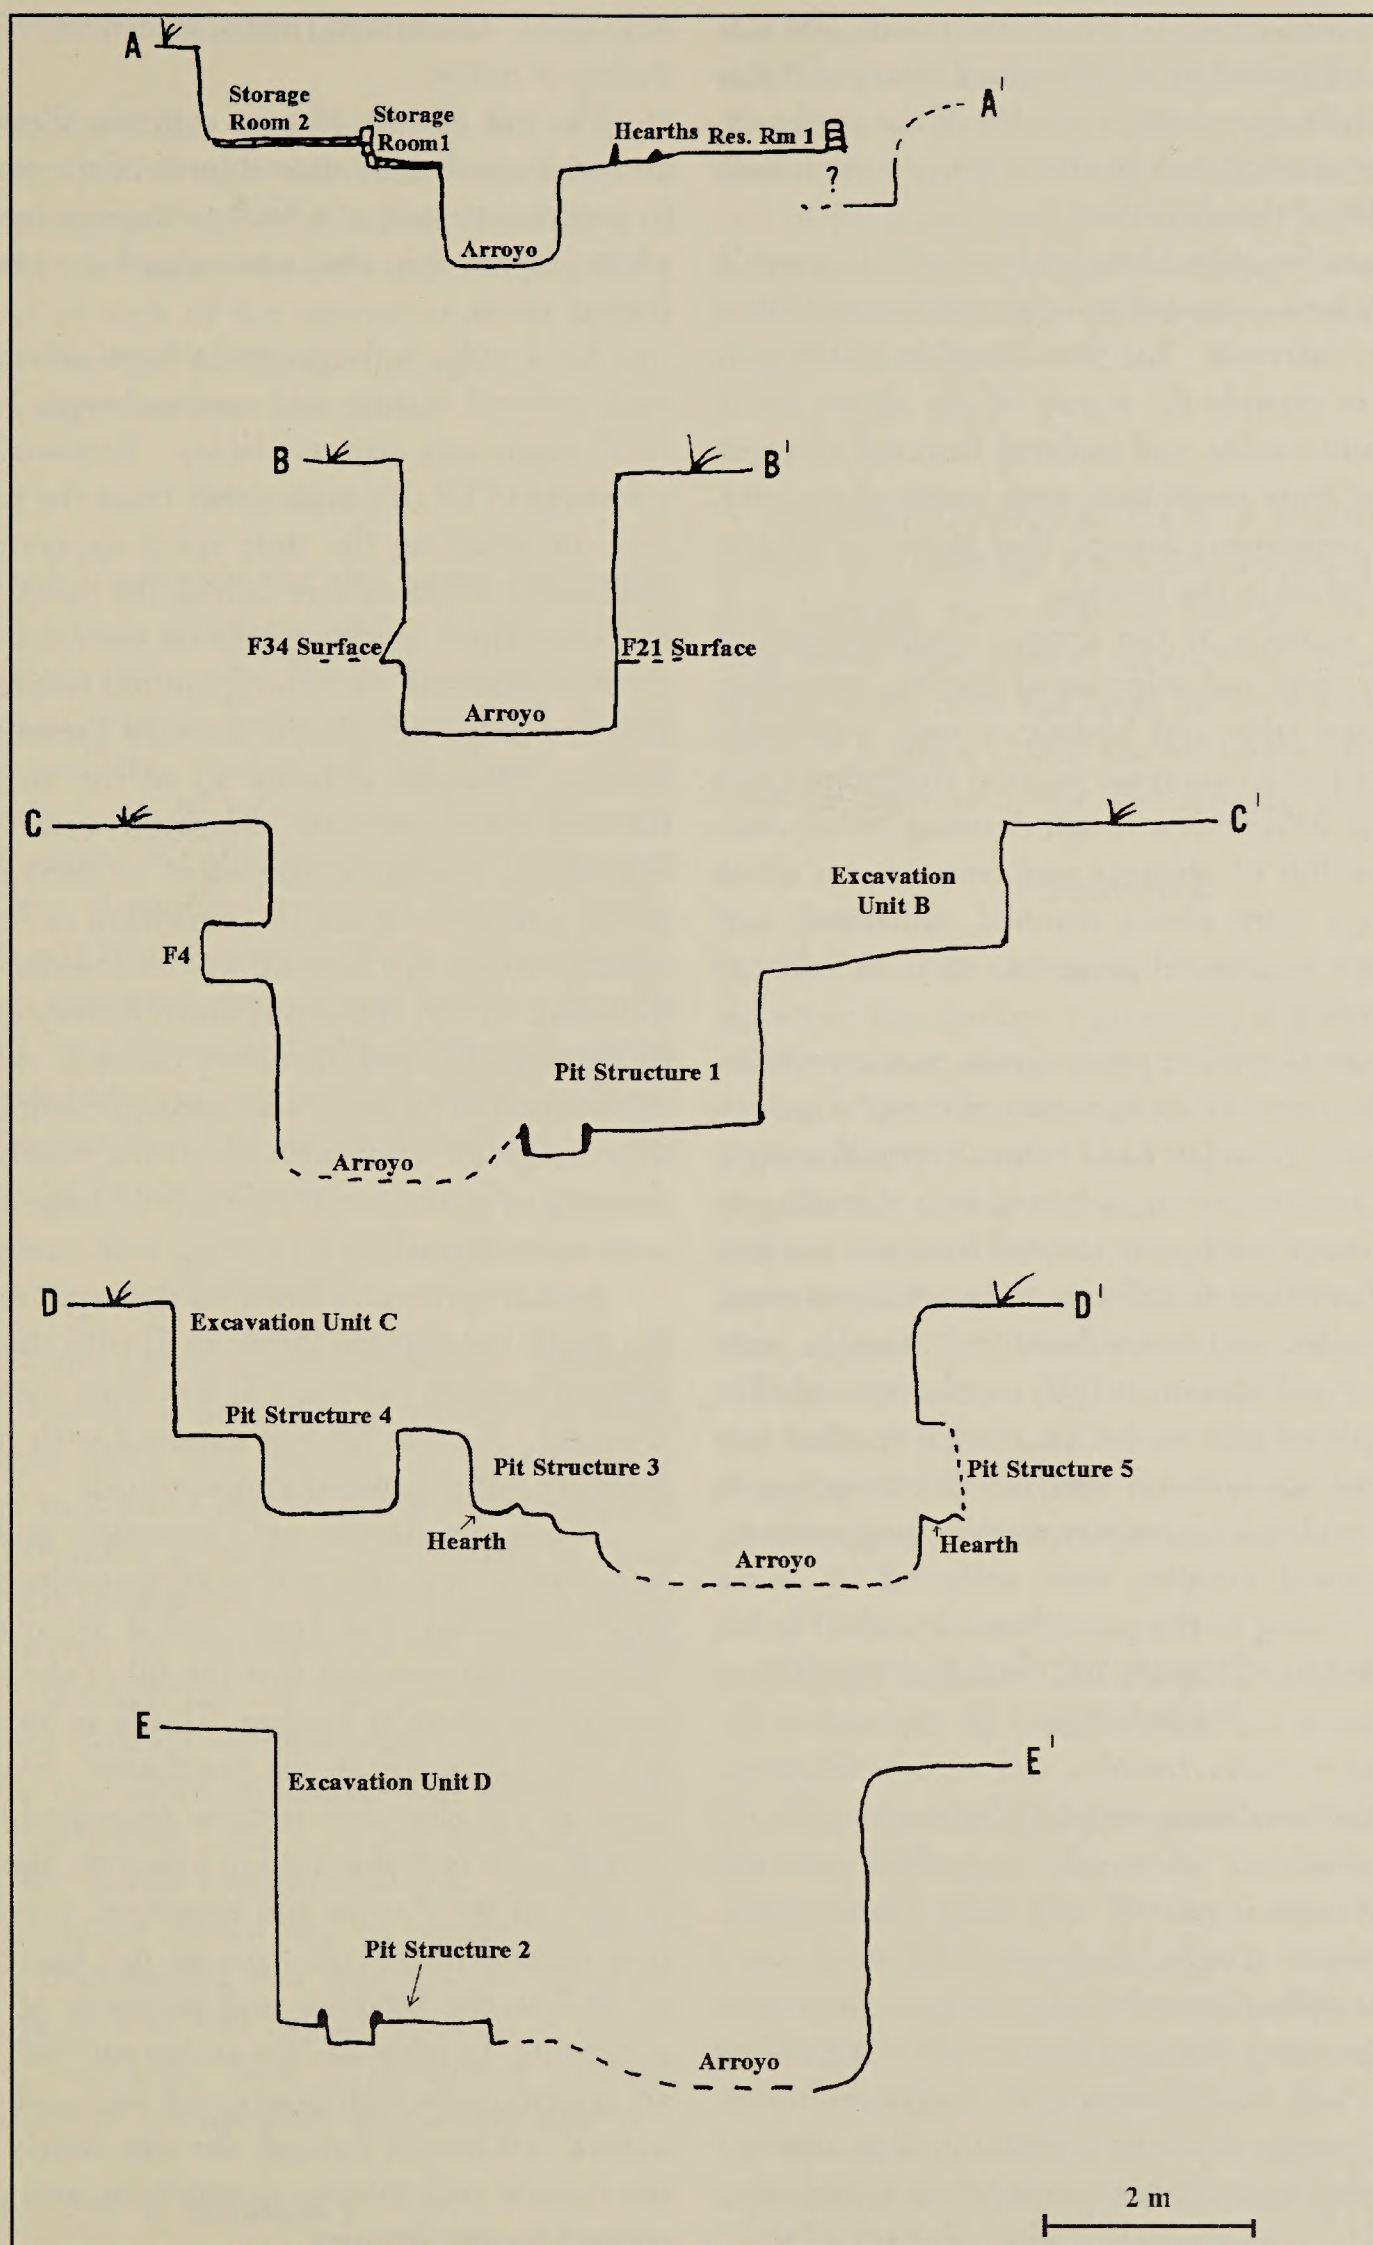 A
Storage
Room 2
Storage
Room 1
Hearths Res. Rm 1
A'
?
Arroyo
B
B'
F34 Surface
F21 Surface
Arroyo
C
C'
Excavation
Unit B
F4
Pit Structure 1
Arroyo
D
D'
Excavation Unit C
Pit Structure 4
Pit Structure 3
Pit Structure 5
Hearth
Hearth
Arroyo
E
E'
Excavation Unit D
Pit Structure 2
Arroyo
2 m